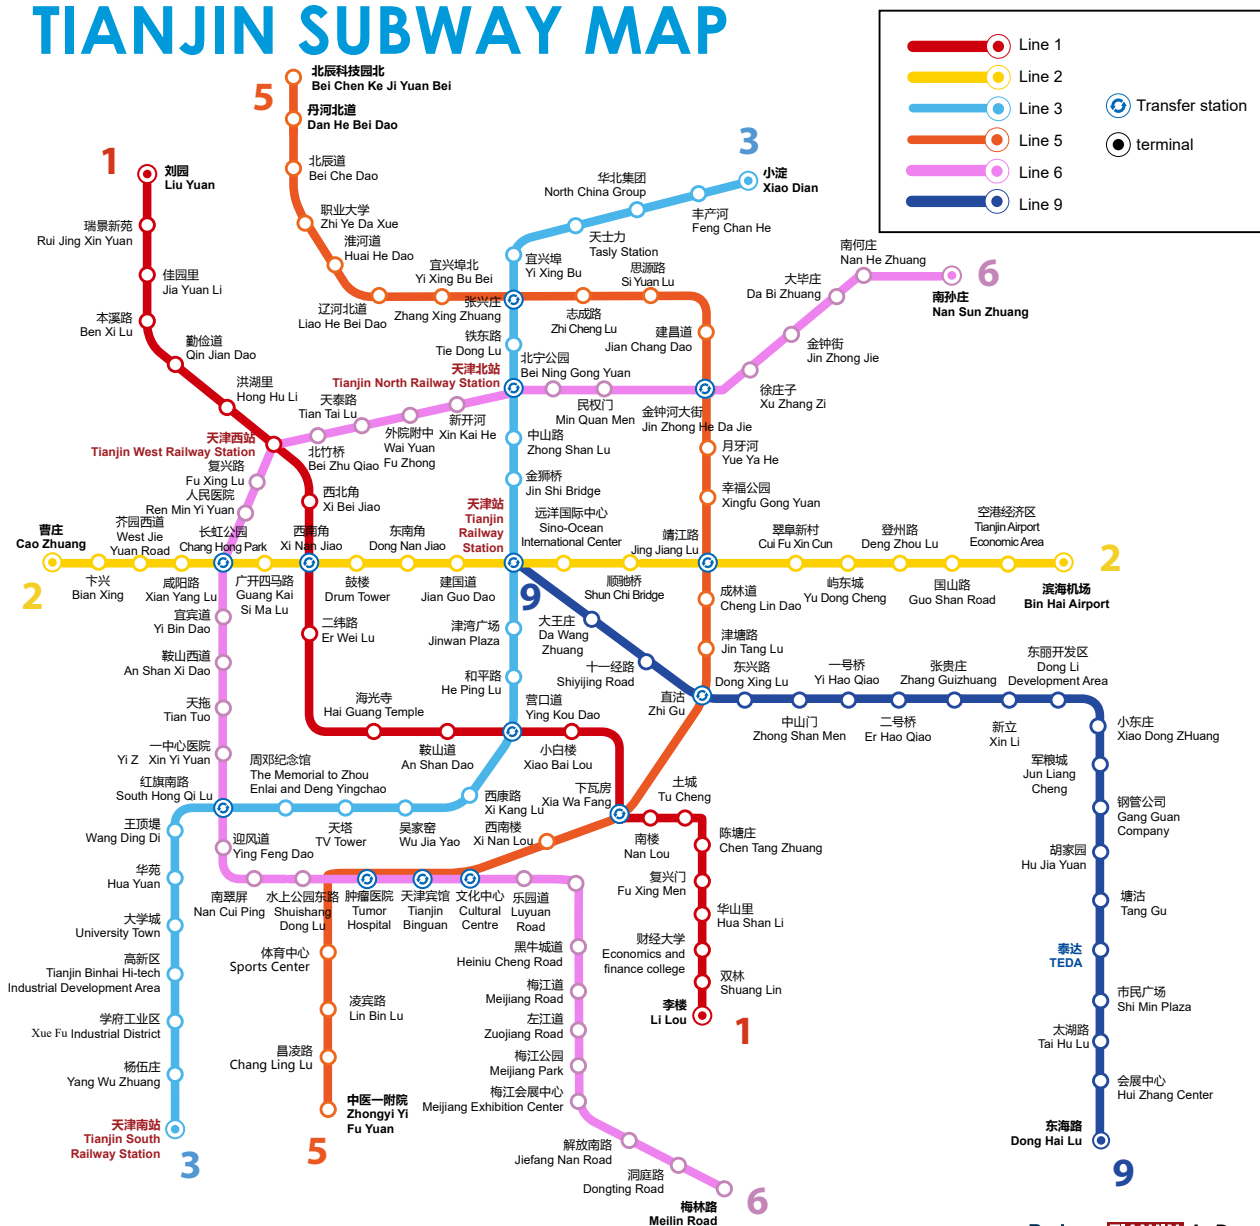 TIANJIN SUBWAY MAP
Line 1
Line 2
Line 3
Line 5
Line 6
Line 9
Transfer station
terminal
5
北辰科技园北
Bei Chen Ke Ji Yuan Bei
丹河北道
Dan He Bei Dao
北辰道
Bei Che Dao
职业大学
Zhi Ye Da Xue
淮河道
Huai He Dao
辽河北道
Liao He Bei Dao
宜兴埠北
Yi Xing Bu Bei
张兴庄
Zhang Xing Zhuang
志成路
Zhi Cheng Lu
思源路
Si Yuan Lu
建昌道
Jian Chang Dao
1
刘园
Liu Yuan
瑞景新苑
Rui Jing Xin Yuan
佳园里
Jia Yuan Li
本溪路
Ben Xi Lu
勤俭道
Qin Jian Dao
洪湖里
Hong Hu Li
天津西站
Tianjin West Railway Station
3
小淀
Xiao Dian
丰产河
Feng Chan He
华北集团
North China Group
天士力
Tasly Station
宜兴埠
Yi Xing Bu
铁东路
Tie Dong Lu
天津北站
Tianjin North Railway Station
北宁公园
Bei Ning Gong Yuan
民权门
Min Quan Men
金钟河大街
Jin Zhong He Da Jie
徐庄子
Xu Zhang Zi
金钟街
Jin Zhong Jie
大毕庄
Da Bi Zhuang
南何庄
Nan He Zhuang
6
南孙庄
Nan Sun Zhuang
天泰路
Tian Tai Lu
北竹桥
Bei Zhu Qiao
外院附中
Wai Yuan
Fu Zhong
新开河
Xin Kai He
复兴路
Fu Xing Lu
人民医院
Ren Min Yi Yuan
西北角
Xi Bei Jiao
中山路
Zhong Shan Lu
金狮桥
Jin Shi Bridge
月牙河
Yue Ya He
幸福公园
Xingfu Gong Yuan
天津站
Tianjin
Railway
Station
远洋国际中心
Sino-Ocean
International Center
靖江路
Jing Jiang Lu
曹庄
Cao Zhuang
2
卞兴
Bian Xing
芥园西道
West Jie
Yuan Road
咸阳路
Xian Yang Lu
长虹公园
Chang Hong Park
广开四马路
Guang Kai
Si Ma Lu
西南角
Xi Nan Jiao
鼓楼
Drum Tower
东南角
Dong Nan Jiao
建国道
Jian Guo Dao
顺驰桥
Shun Chi Bridge
翠阜新村
Cui Fu Xin Cun
屿东城
Yu Dong Cheng
登州路
Deng Zhou Lu
国山路
Guo Shan Road
空港经济区
Tianjin Airport
Economic Area
2
滨海机场
Bin Hai Airport
宜宾道
Yi Bin Dao
鞍山西道
An Shan Xi Dao
天拖
Tian Tuo
一中心医院
Yi Z Xin Yi Yuan
红旗南路
South Hong Qi Lu
二纬路
Er Wei Lu
海光寺
Hai Guang Temple
鞍山道
An Shan Dao
津湾广场
Jinwan Plaza
和平路
He Ping Lu
营口道
Ying Kou Dao
小白楼
Xiao Bai Lou
9
大王庄
Da Wang
Zhuang
十一经路
Shiyijing Road
直沽
Zhi Gu
成林道
Cheng Lin Dao
津塘路
Jin Tang Lu
东兴路
Dong Xing Lu
中山门
Zhong Shan Men
一号桥
Yi Hao Qiao
二号桥
Er Hao Qiao
张贵庄
Zhang Guizhuang
新立
Xin Li
东丽开发区
Dong Li
Development Area
小东庄
Xiao Dong ZHuang
军粮城
Jun Liang
Cheng
钢管公司
Gang Guan
Company
胡家园
Hu Jia Yuan
塘沽
Tang Gu
泰达
TEDA
市民广场
Shi Min Plaza
太湖路
Tai Hu Lu
会展中心
Hui Zhang Center
东海路
Dong Hai Lu
9
周邓纪念馆
The Memorial to Zhou
Enlai and Deng Yingchao
天塔
TV Tower
吴家窑
Wu Jia Yao
西康路
Xi Kang Lu
西南楼
Xi Nan Lou
下瓦房
Xia Wa Fang
土城
Tu Cheng
南楼
Nan Lou
陈塘庄
Chen Tang Zhuang
复兴门
Fu Xing Men
华山里
Hua Shan Li
财经大学
Economics and
finance college
双林
Shuang Lin
李楼
Li Lou
1
王顶堤
Wang Ding Di
华苑
Hua Yuan
大学城
University Town
高新区
Tianjin Binhai Hi-tech
Industrial Development Area
学府工业区
Xue Fu Industrial District
杨伍庄
Yang Wu Zhuang
天津南站
Tianjin South
Railway Station
3
迎风道
Ying Feng Dao
南翠屏
Nan Cui Ping
水上公园东路
Shuishang
Dong Lu
肿瘤医院
Tumor
Hospital
天津宾馆
Tianjin
Binguan
文化中心
Cultural
Centre
乐园道
Luyuan
Road
体育中心
Sports Center
凌宾路
Lin Bin Lu
昌凌路
Chang Ling Lu
中医一附院
Zhongyi Yi
Fu Yuan
5
黑牛城道
Heiniu Cheng Road
梅江道
Meijiang Road
左江道
Zuojiang Road
梅江公园
Meijiang Park
梅江会展中心
Meijiang Exhibition Center
解放南路
Jiefang Nan Road
洞庭路
Dongting Road
梅林路
Meilin Road
6